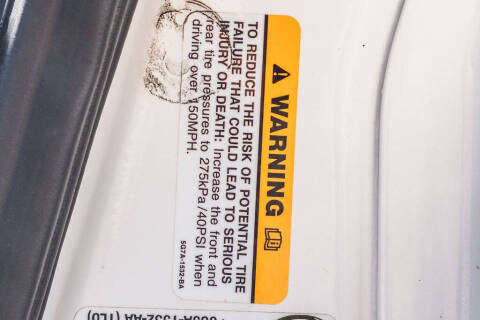 ⚠ WARNING
TO REDUCE THE RISK OF POTENTIAL TIRE
FAILURE THAT COULD LEAD TO SERIOUS
INJURY OR DEATH: Increase the front and
rear tire pressures to 275kPa/40PSI when
driving over 150MPH.
5G7A-1532-BA